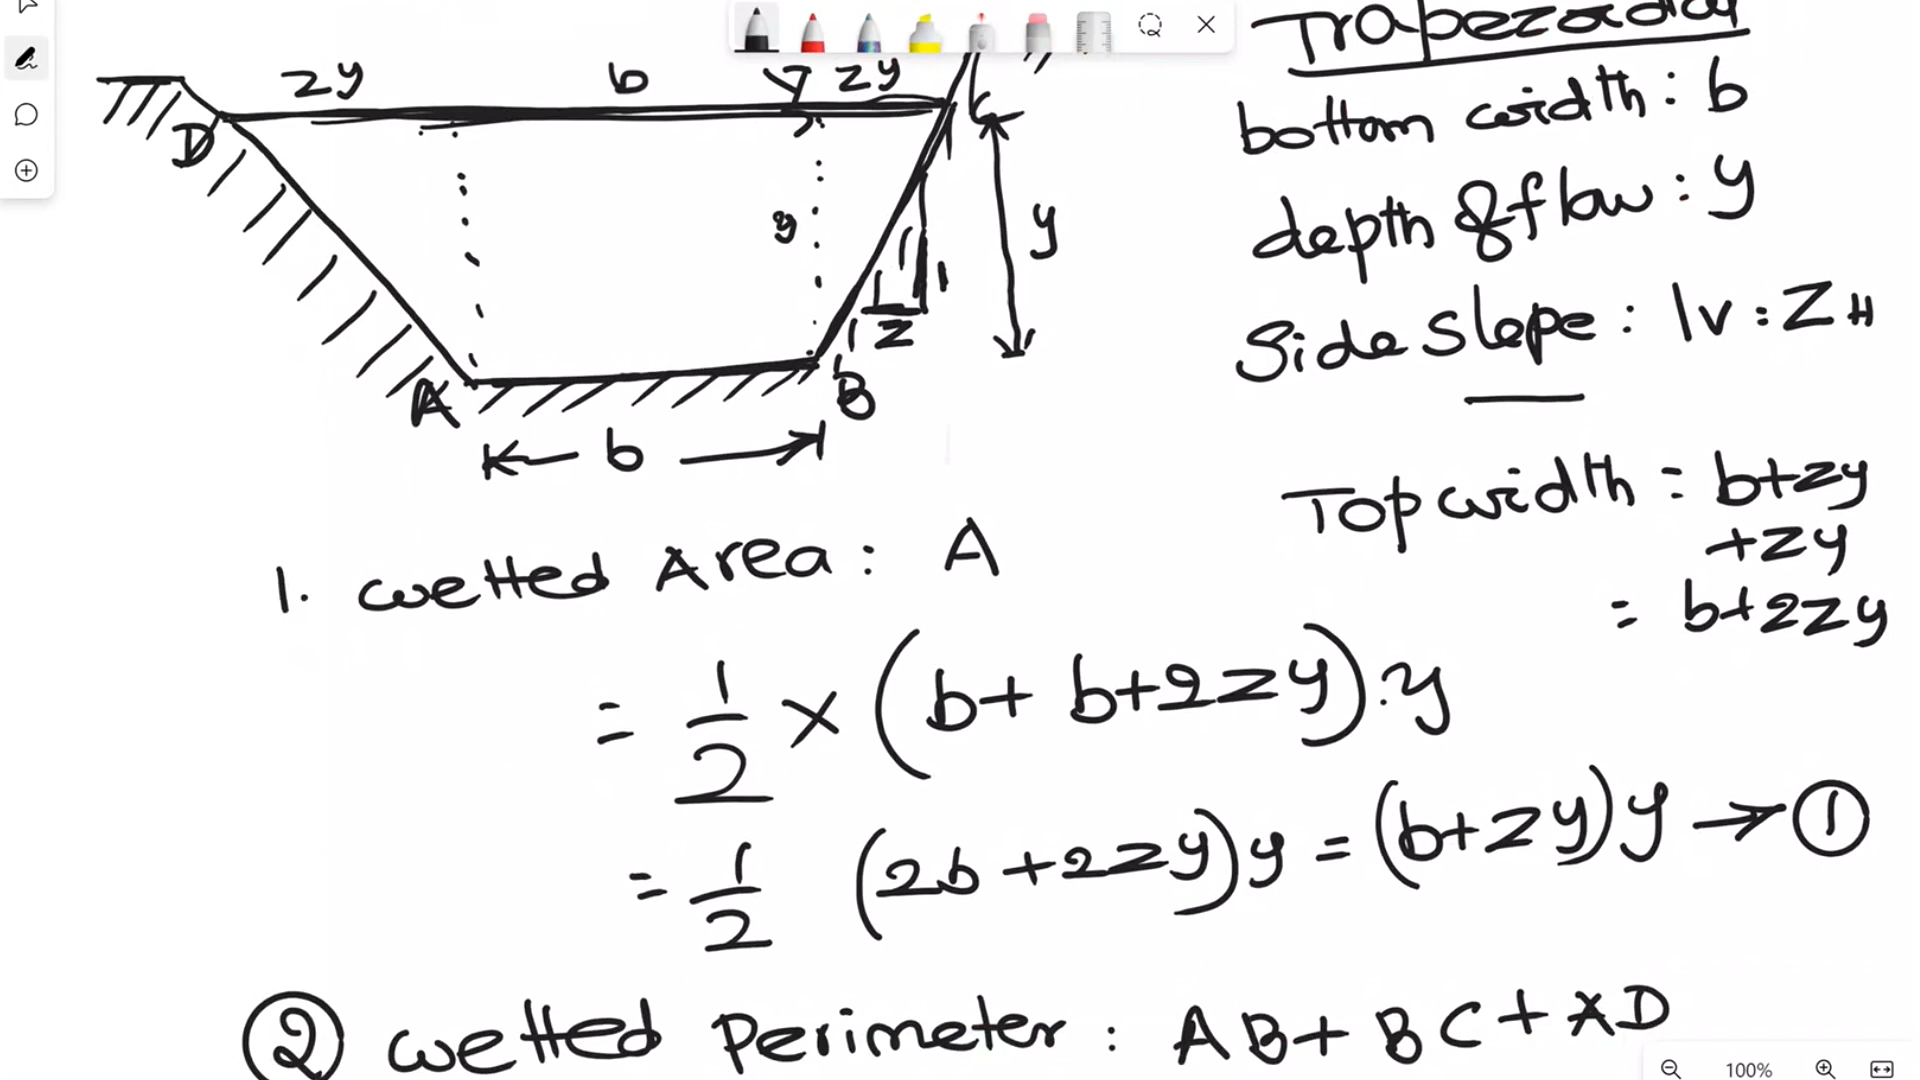 Trapezoidal
bottom width : b
depth of flow : y
Side slope : 1V : ZH
Top width = b+zy
+zy
= b+2zy
zy b zy
D C
y y
1
z
A B
b
1. wetted Area : A
= 1/2 × (b+ b+2zy).y
= 1/2 (2b +2zy)y = (b+zy)y → ①
② wetted Perimeter : AB+ BC+ AD
100%